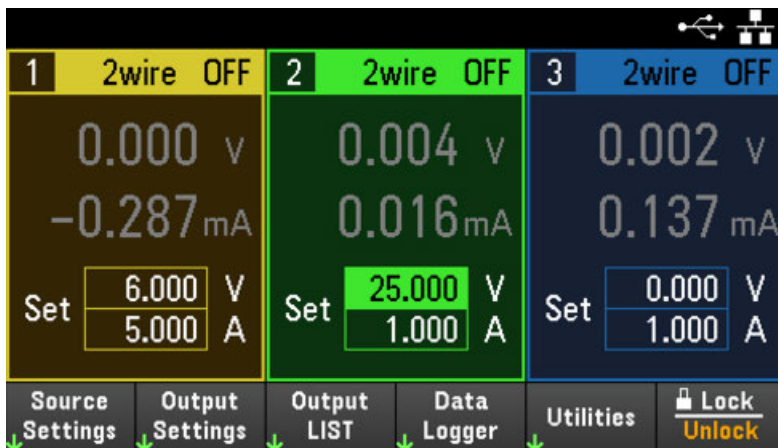 1 2wire OFF 2 2wire OFF 3 2wire OFF
0.000 V 0.004 V 0.002 V
-0.287 mA 0.016 mA 0.137 mA
Set 6.000 V Set 25.000 V Set 0.000 V
5.000 A 1.000 A 1.000 A
Source Output Output Data Utilities Lock
Settings Settings LIST Logger Unlock